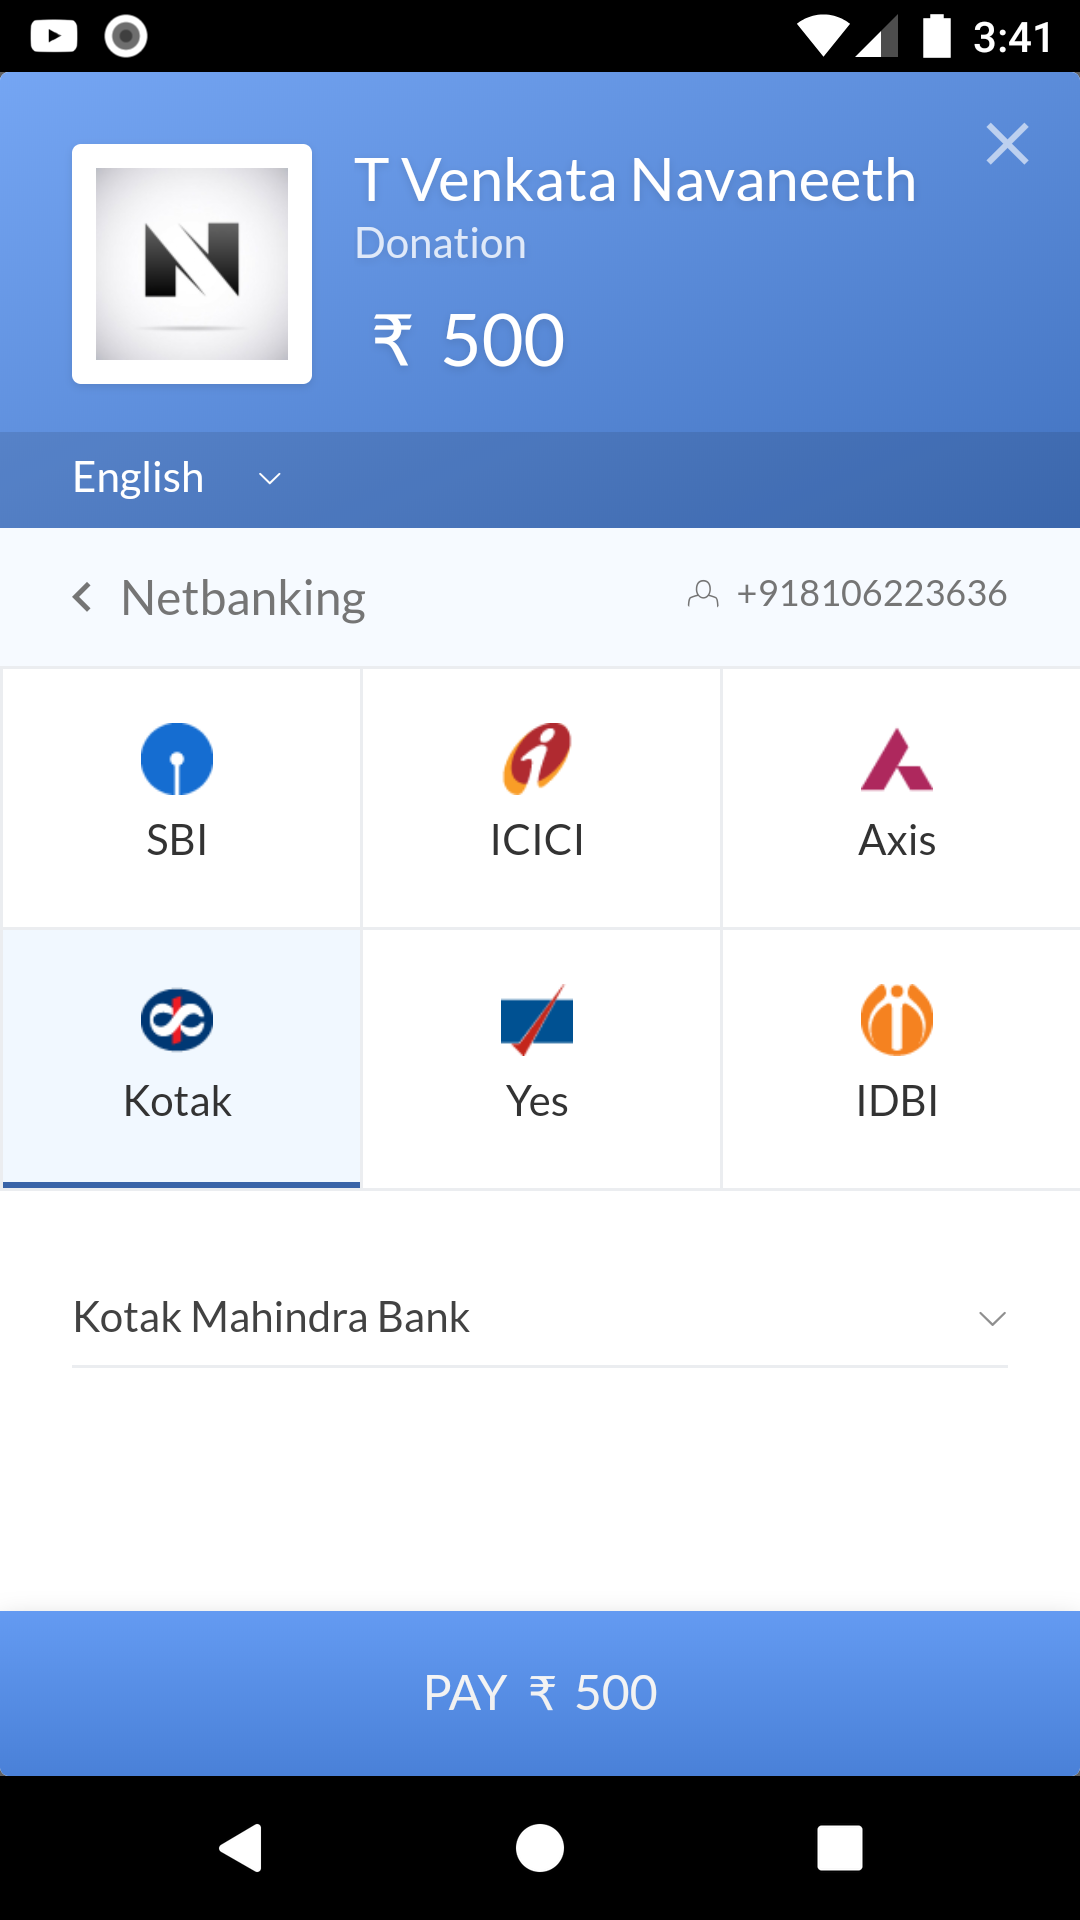 3:41
T Venkata Navaneeth
Donation
₹ 500
English
Netbanking
+918106223636
SBI
ICICI
Axis
Kotak
Yes
IDBI
Kotak Mahindra Bank
PAY ₹ 500